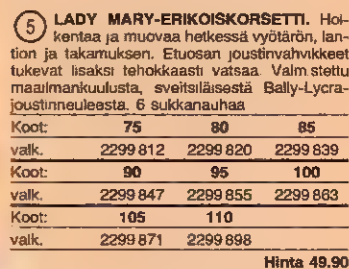 5 LADY MARY-ERIKOISKORSETTI. Hoi-
kentaa ja muovaa hetkessä vyötärön, lan-
tion ja takamuksen. Etuosan joustinvahvikkeet
tukevat lisäksi tehokkaasti vatsaa. Valmistettu
maailmankuulusta, sveitsiläisestä Bally-Lycra-
joustinneuleesta. 6 sukkanauhaa
Koot: 75 80 85
valk. 2299 812 2299 820 2299 839
Koot: 90 95 100
valk. 2299 847 2299 855 2299 863
Koot: 105 110
valk. 2299 871 2299 898
Hinta 49.90